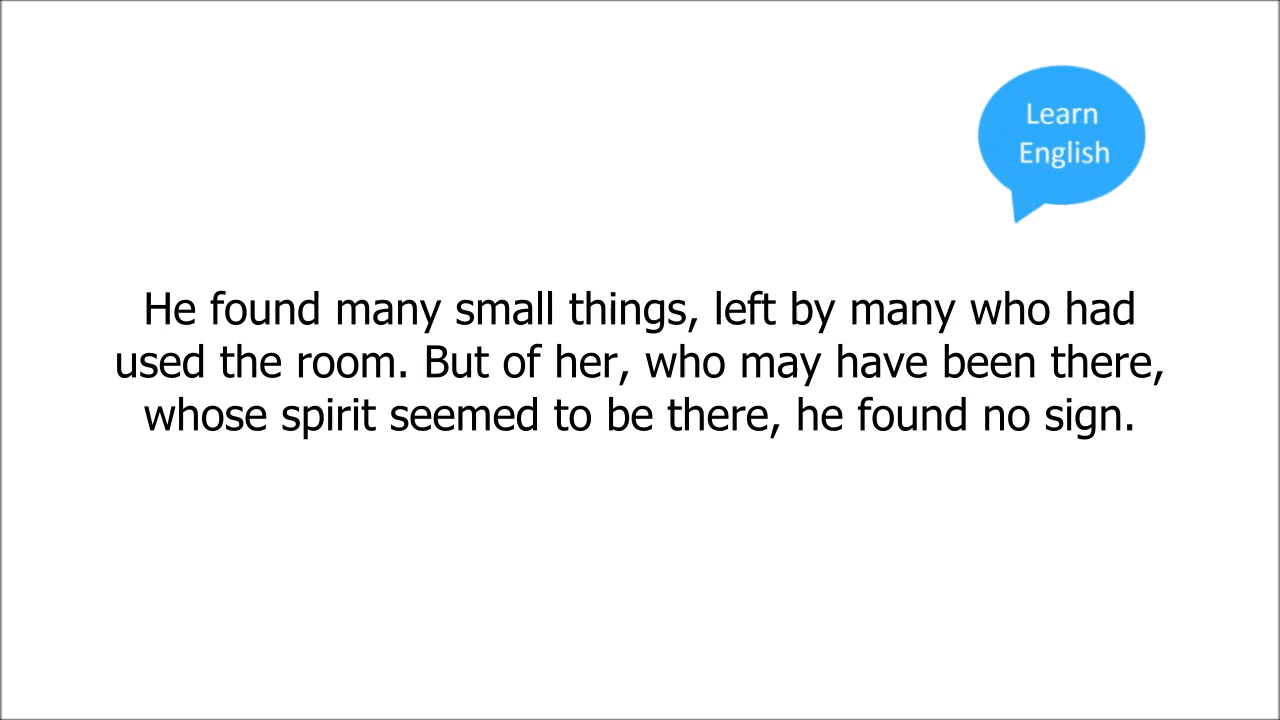 Learn
English
He found many small things, left by many who had
used the room. But of her, who may have been there,
whose spirit seemed to be there, he found no sign.